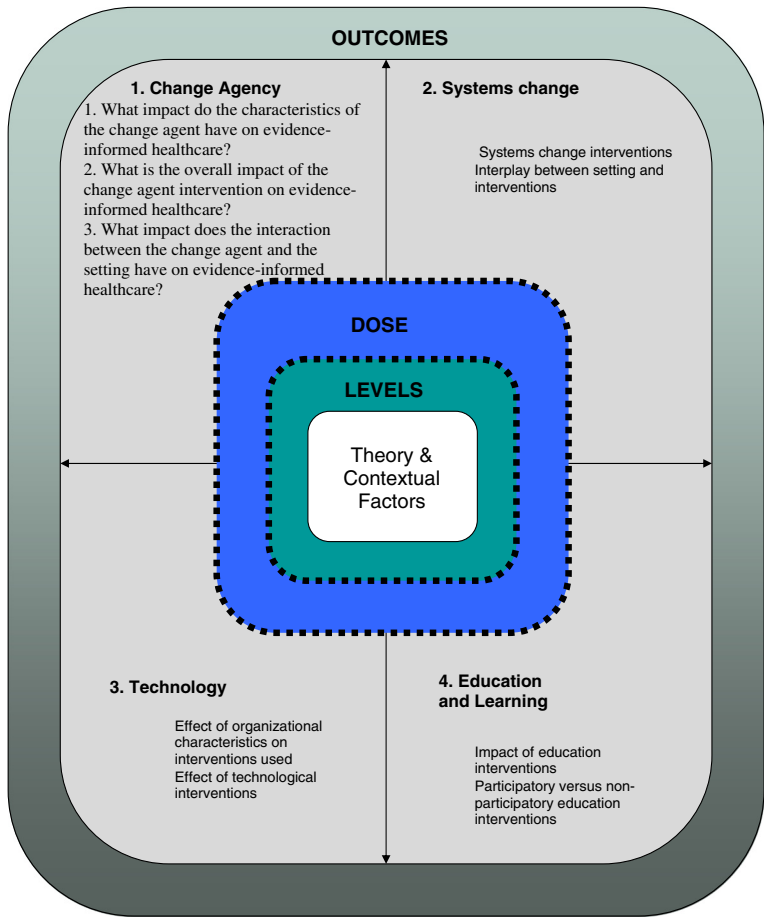 OUTCOMES
1. Change Agency
1. What impact do the characteristics of
the change agent have on evidence-
informed healthcare?
2. What is the overall impact of the
change agent intervention on evidence-
informed healthcare?
3. What impact does the interaction
between the change agent and the
setting have on evidence-informed
healthcare?
2. Systems change
Systems change interventions
Interplay between setting and
interventions
DOSE
LEVELS
Theory &
Contextual
Factors
3. Technology
Effect of organizational
characteristics on
interventions used
Effect of technological
interventions
4. Education
and Learning
Impact of education
interventions
Participatory versus non-
participatory education
interventions